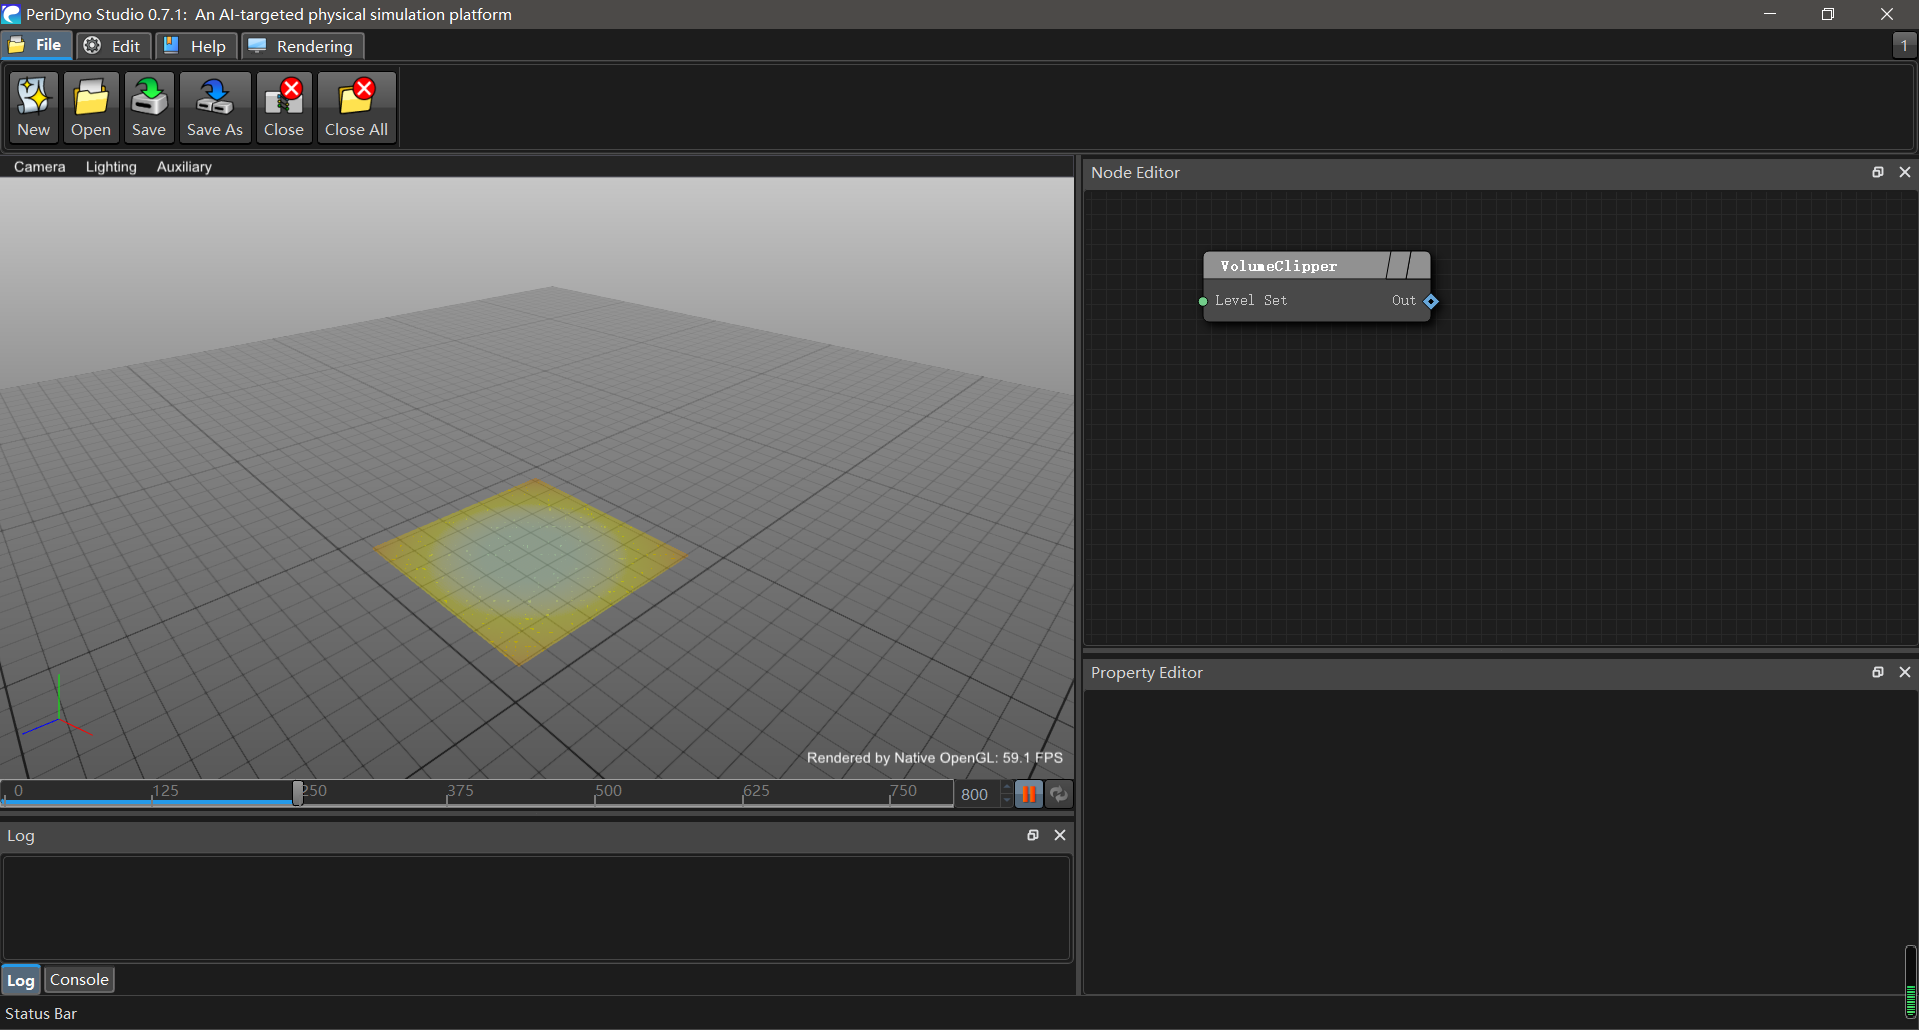 PeriDyno Studio 0.7.1: An AI-targeted physical simulation platform
File Edit Help Rendering 1
New Open Save Save As Close Close All
Camera Lighting Auxiliary
Node Editor
VolumeClipper
Level Set Out
Property Editor
Rendered by Native OpenGL: 59.1 FPS
0 125 250 375 500 625 750 800
Log
Log Console
Status Bar